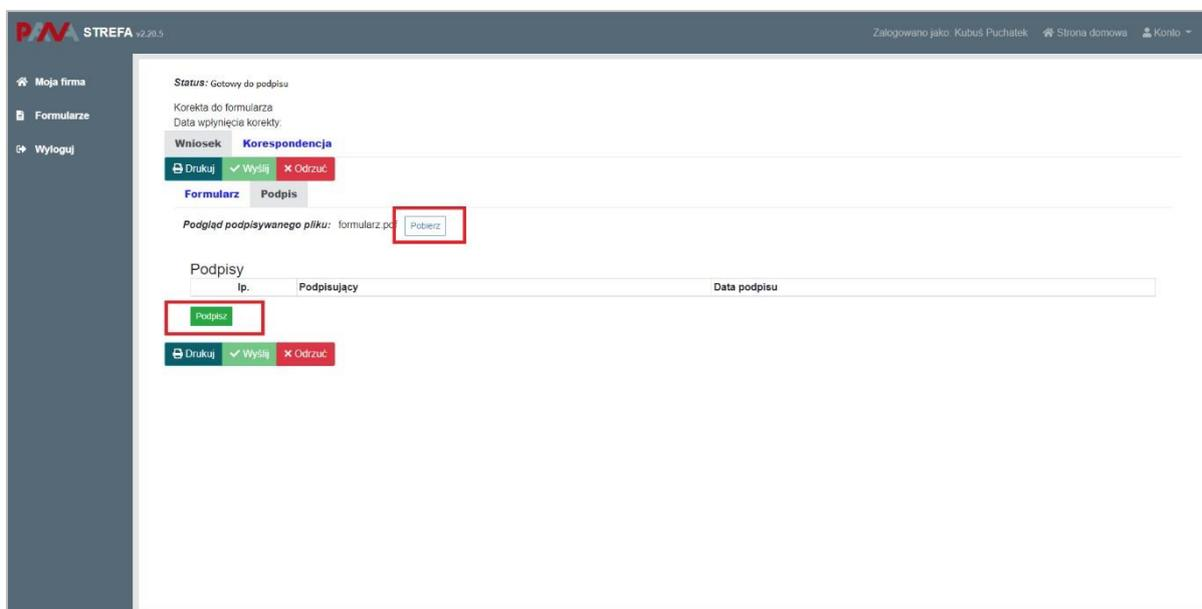 PANA STREFA v2.20.5
Zalogowano jako: Kubuś Puchatek Strona domowa Konto
Moja firma
Formularze
Wyloguj
Status: Gotowy do podpisu
Korekta do formularza
Data wpłynięcia korekty:
Wniosek Korespondencja
Drukuj Wyślij Odrzuć
Formularz Podpis
Podgląd podpisywanego pliku: formularz.pdf Pobierz
Podpisy
lp. Podpisujący Data podpisu
Podpisz
Drukuj Wyślij Odrzuć